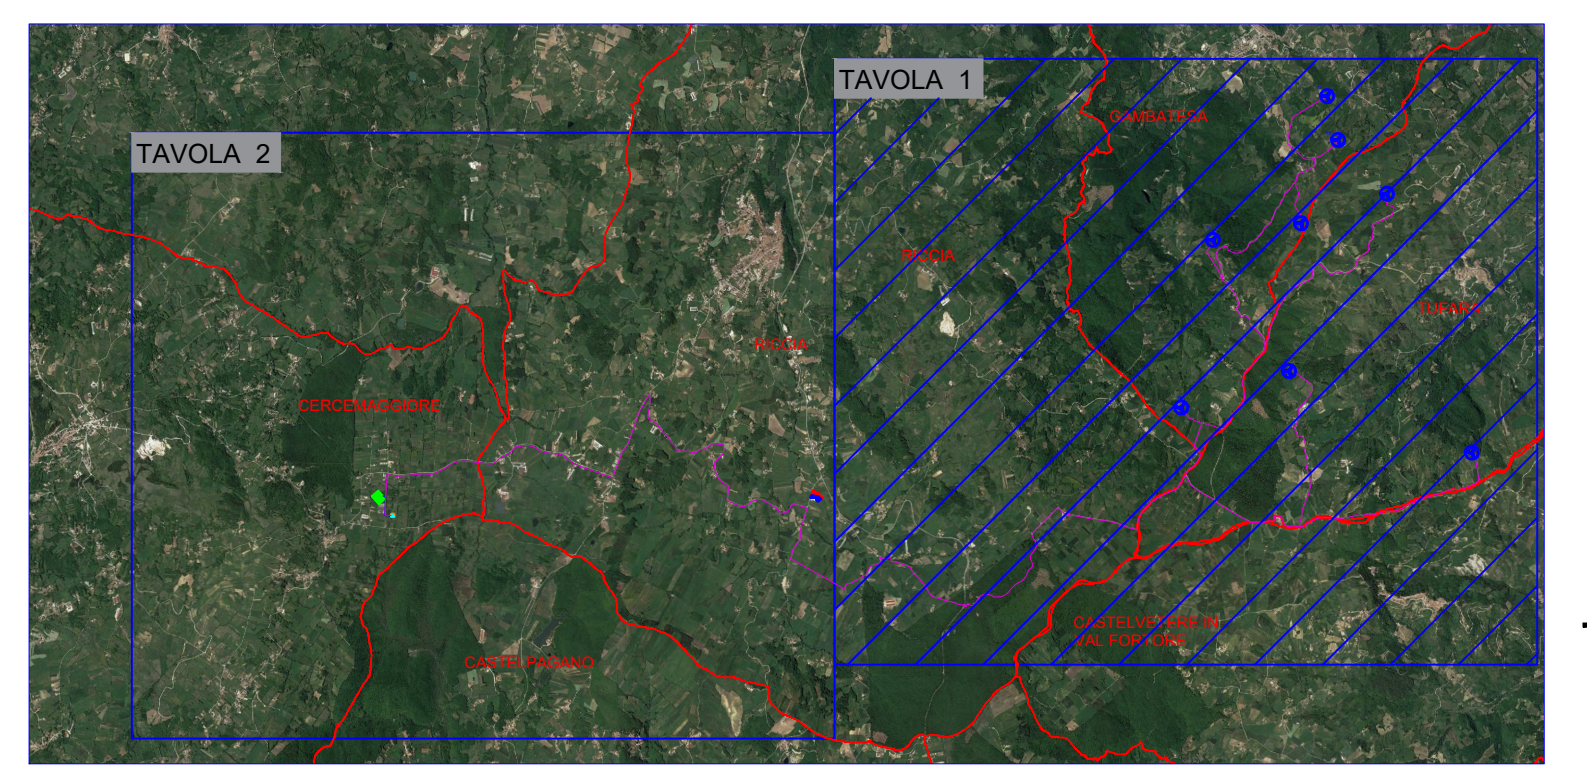 TAVOLA 1
GAMBATESA
TAVOLA 2
RICCIA
TUFARA
RICCIA
CERCEMAGGIORE
CASTELVETERE IN
VAL FORTORE
CASTELPAGANO